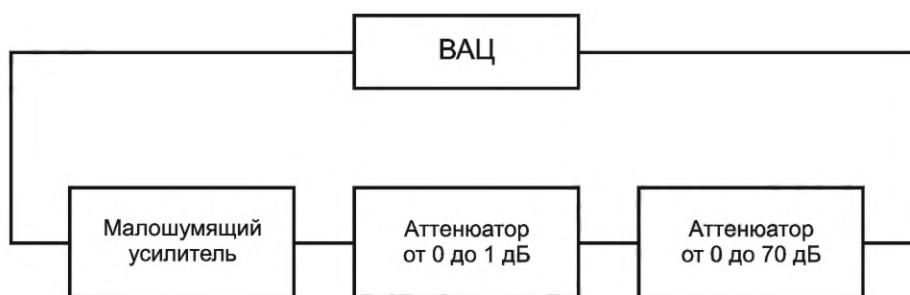 ВАЦ
Малошумящий
усилитель
Аттенюатор
от 0 до 1 дБ
Аттенюатор
от 0 до 70 дБ